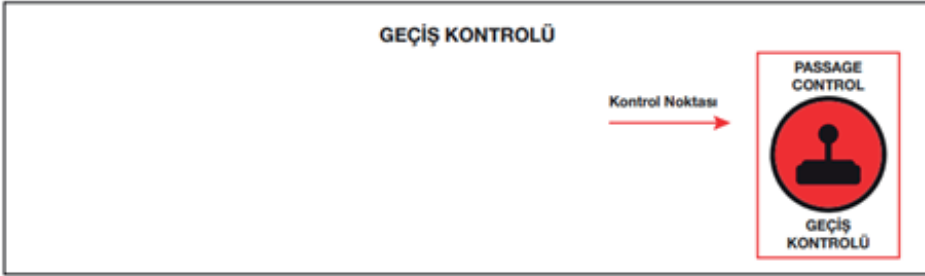 GEÇİŞ KONTROLÜ
Kontrol Noktası
PASSAGE
CONTROL
GEÇİŞ
KONTROLÜ